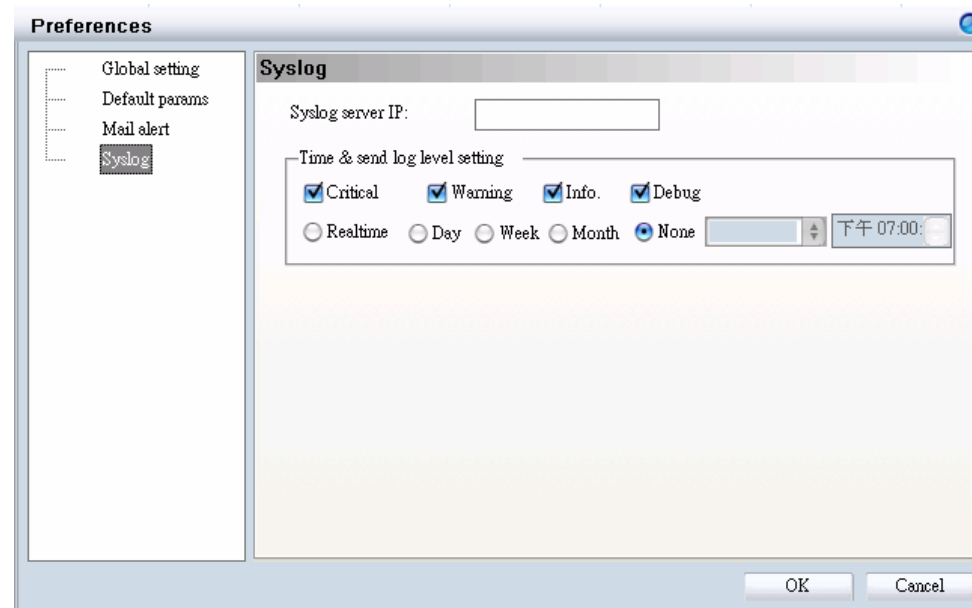 Preferences
Global setting
Default params
Mail alert
Syslog
Syslog
Syslog server IP:
Time & send log level setting
Critical Warning Info. Debug
Realtime Day Week Month None 下午 07:00:
OK Cancel